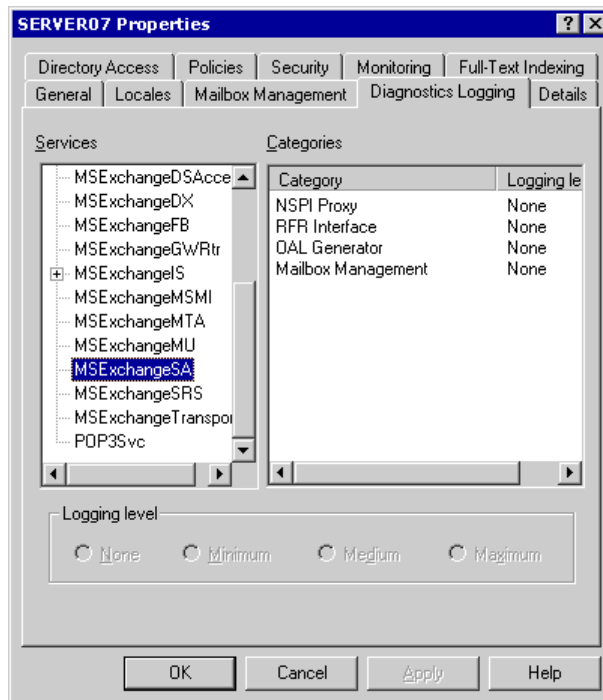 SERVER07 Properties
Directory Access Policies Security Monitoring Full-Text Indexing
General Locales Mailbox Management Diagnostics Logging Details
Services Categories
MSExchangeDSAcce
MSExchangeDX
MSExchangeFB
MSExchangeGWRtr
MSExchangeIS
MSExchangeMSMI
MSExchangeMTA
MSExchangeMU
MSExchangeSA
MSExchangeSRS
MSExchangeTranspor
POP3Svc
Category Logging le
NSPI Proxy None
RFR Interface None
OAL Generator None
Mailbox Management None
Logging level
None Minimum Medium Maximum
OK Cancel Apply Help